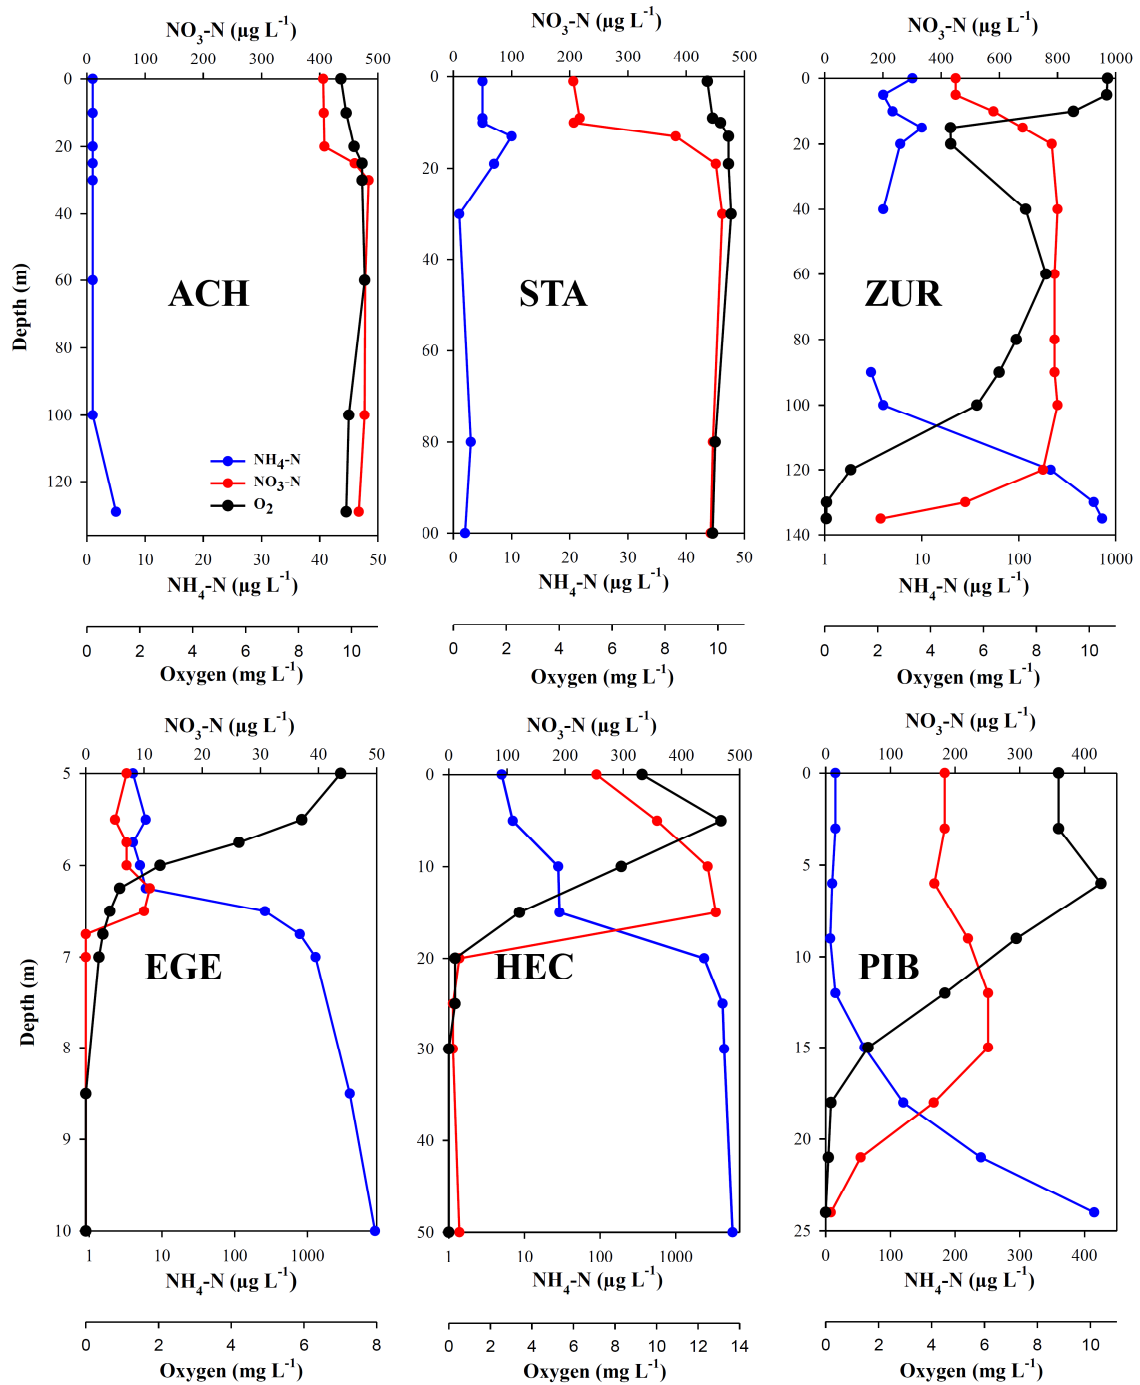 NO3-N (µg L-1) NO3-N (µg L-1) NO3-N (µg L-1)
0 100 200 300 400 500 0 100 200 300 400 500 0 200 400 600 800 1000
0 0 0
20 20 20
40 40 40
Depth (m) 60 60 60
ACH STA ZUR
80 80 80
100 100
120 120
00 140
NH4-N
NO3-N
O2
0 10 20 30 40 50 0 10 20 30 40 50 1 10 100 1000
NH4-N (µg L-1) NH4-N (µg L-1) NH4-N (µg L-1)
0 2 4 6 8 10 0 2 4 6 8 10 0 2 4 6 8 10
Oxygen (mg L-1) Oxygen (mg L-1) Oxygen (mg L-1)
NO3-N (µg L-1) NO3-N (µg L-1) NO3-N (µg L-1)
0 10 20 30 40 50 0 100 200 300 400 500 0 100 200 300 400
5 0 0
6 10 5
7 20 10
EGE HEC PIB
Depth (m)
8 30 15
9 40 20
10 50 25
1 10 100 1000 1 10 100 1000 0 100 200 300 400
NH4-N (µg L-1) NH4-N (µg L-1) NH4-N (µg L-1)
0 2 4 6 8 0 2 4 6 8 10 12 14 0 2 4 6 8 10
Oxygen (mg L-1) Oxygen (mg L-1) Oxygen (mg L-1)